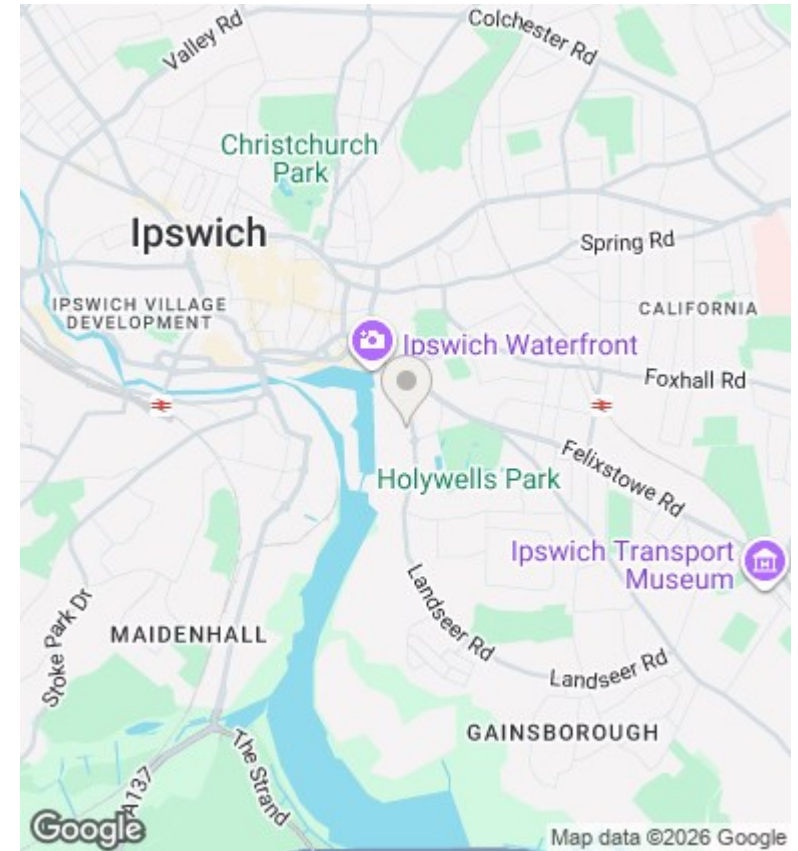 Colchester Rd
Valley Rd
Christchurch
Park
Ipswich
Spring Rd
IPSWICH VILLAGE
DEVELOPMENT
CALIFORNIA
Ipswich Waterfront
Foxhall Rd
Felixstowe Rd
Holywells Park
Ipswich Transport
Museum
Landseer Rd
Stoke Park Dr
MAIDENHALL
Landseer Rd
GAINSBOROUGH
The Strand
A137
Google
Map data ©2026 Google